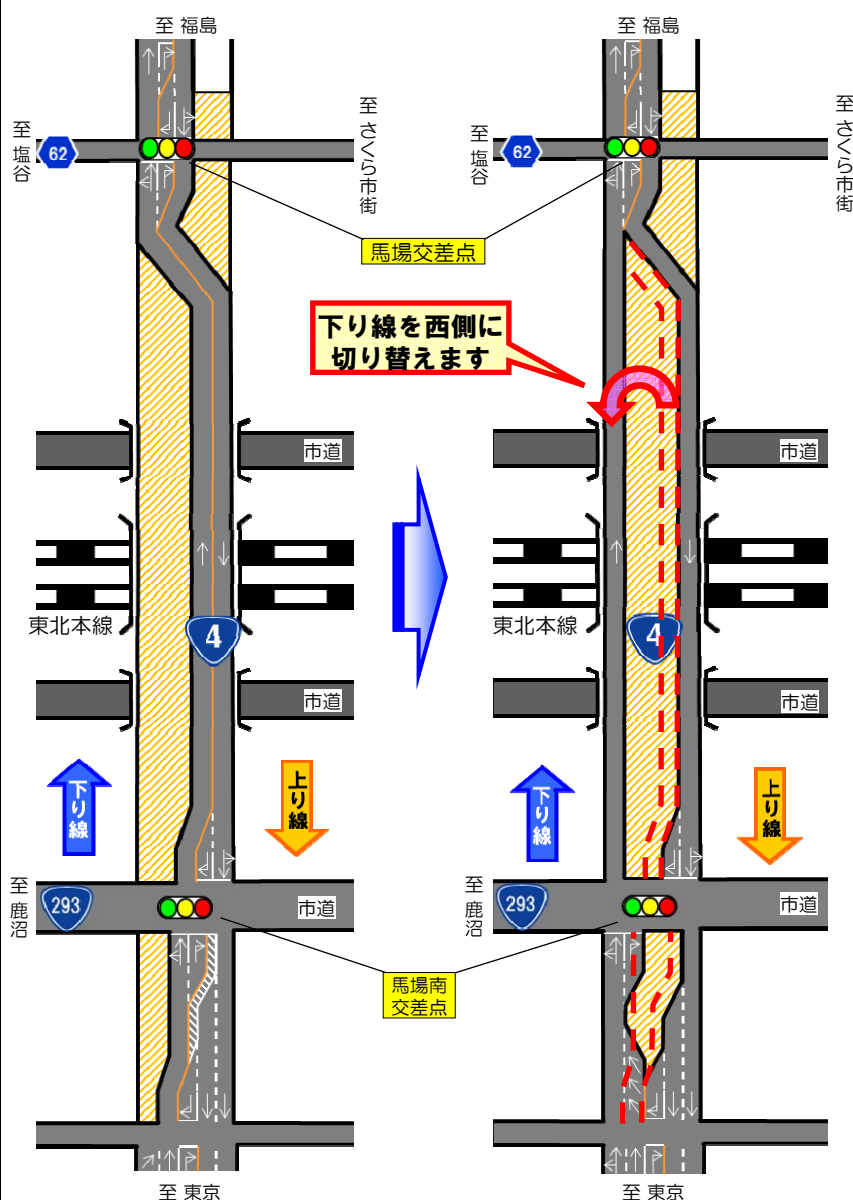 至 福島
至 塩谷
62
至 さくら市街
馬場交差点
市道
東北本線
4
市道
下り線
上り線
至 鹿沼
293
市道
馬場南
交差点
至 東京
至 福島
至 塩谷
62
至 さくら市街
下り線を西側に
切り替えます
市道
東北本線
4
市道
下り線
上り線
至 鹿沼
293
市道
至 東京